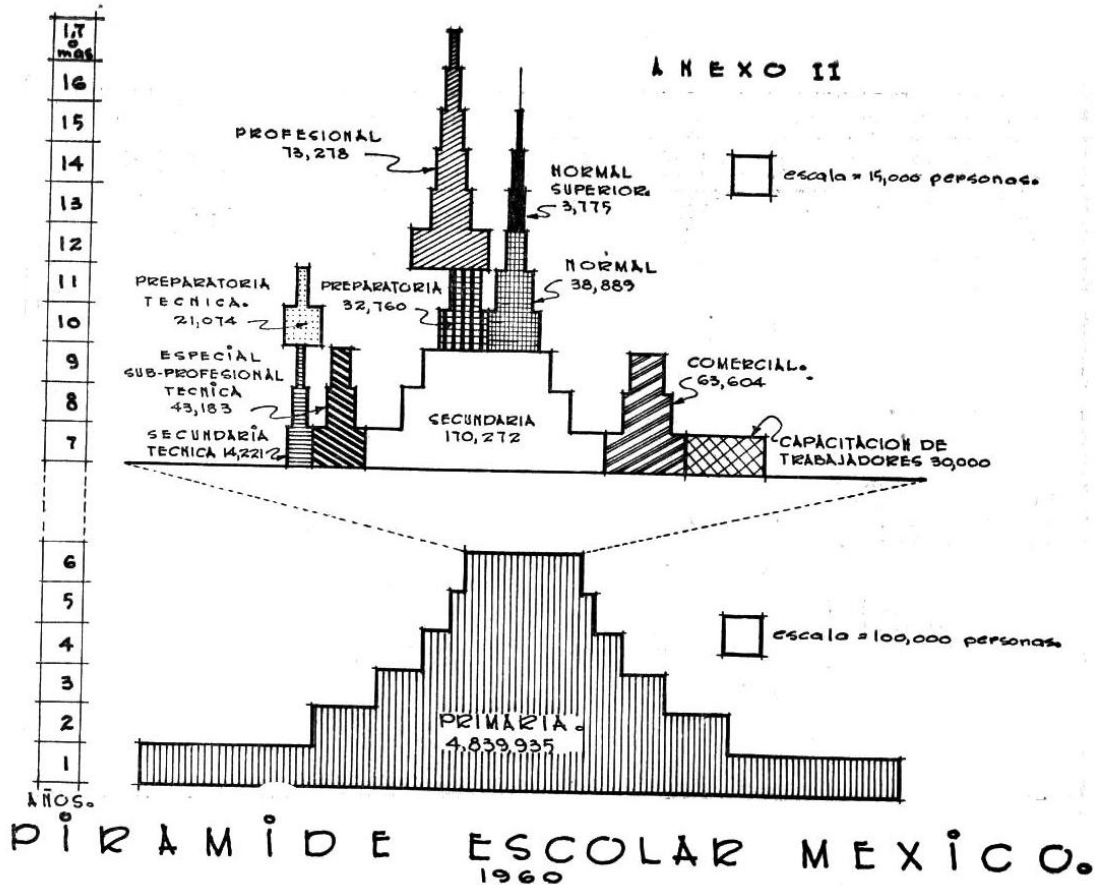 17
ó
mas
16
15
14
13
12
11
10
9
8
7
6
5
4
3
2
1
AÑOS.
ANEXO II
escala = 15,000 personas.
PROFESIONAL
73,278
NORMAL
SUPERIOR.
3,775
NORMAL
38,889
PREPARATORIA
TECNICA.
21,074
PREPARATORIA
32,760
ESPECIAL
SUB-PROFESIONAL
TECNICA
43,183
SECUNDARIA
TECNICA 14,221
SECUNDARIA
170,272
COMERCIAL.
63,604
CAPACITACION DE
TRABAJADORES 30,000
escala = 100,000 personas.
PRIMARIA.
4,839,935
PIRAMIDE ESCOLAR MEXICO.
1960